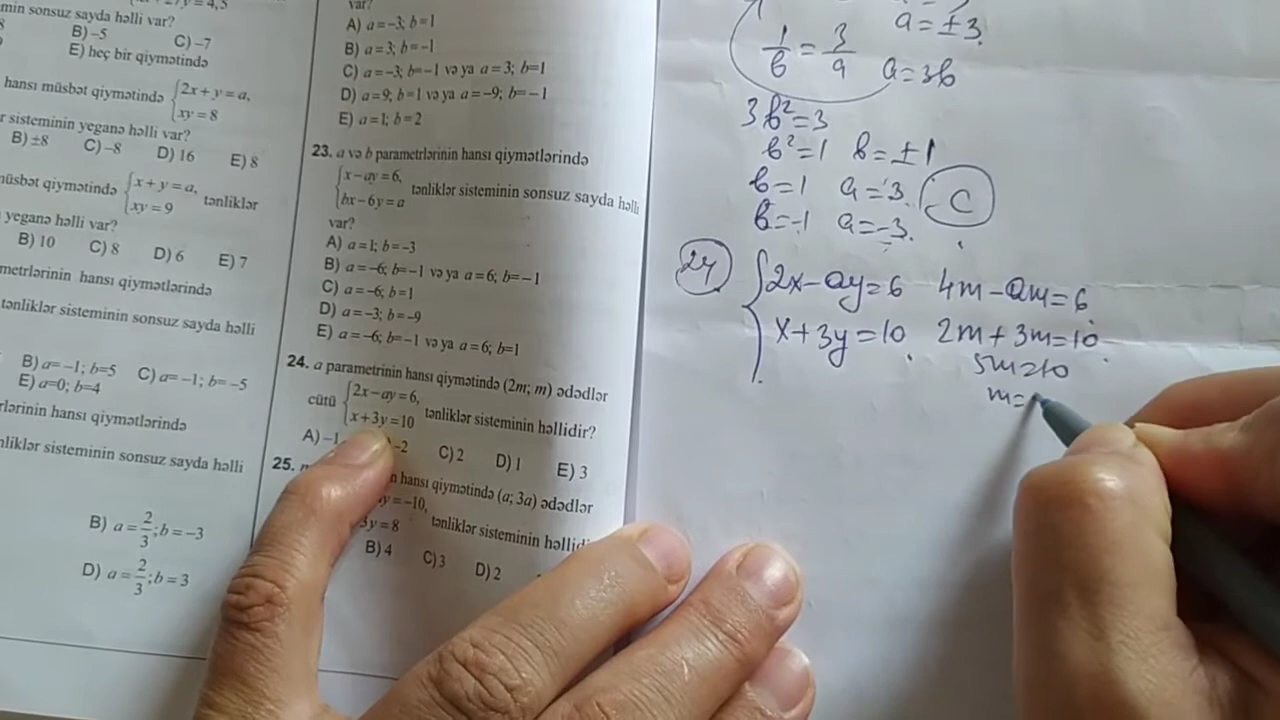 y=4,5
min sonsuz sayda həlli var?
B) –5
C) –7
E) heç bir qiymətində
hansı müsbət qiymətində {2x + y = a,
xy = 8
r sisteminin yeganə həlli var?
B) ±8 C) –8 D) 16 E) 8
müsbət qiymətində {x + y = a, tənliklər
xy = 9
yeganə həlli var?
B) 10 C) 8 D) 6 E) 7
metrlərinin hansı qiymətlərində
tənliklər sisteminin sonsuz sayda həlli
B) a= –1; b=5 C) a= –1; b= –5
E) a=0; b=4
rlərinin hansı qiymətlərində
nliklər sisteminin sonsuz sayda həlli
B) a = 2/3; b = –3
D) a = 2/3; b = 3
var?
A) a = –3; b = 1
B) a = 3; b = –1
C) a = –3; b= –1 və ya a = 3; b=1
D) a = 9; b=1 və ya a = –9; b= –1
E) a = 1; b = 2
23. a və b parametrlərinin hansı qiymətlərində
{x – ay = 6, tənliklər sisteminin sonsuz sayda həlli
bx – 6y = a
var?
A) a = 1; b = –3
B) a = –6; b= –1 və ya a = 6; b= –1
C) a = –6; b=1
D) a = –3; b = –9
E) a = –6; b= –1 və ya a = 6; b=1
24. a parametrinin hansı qiymətində (2m; m) ədədlər
cütü {2x – ay = 6, tənliklər sisteminin həllidir?
x + 3y = 10
A) –1 –2 C) 2 D) 1 E) 3
25. n hansı qiymətində (a; 3a) ədədlər
y = –10,
3y = 8 tənliklər sisteminin həllid
B) 4 C) 3 D) 2
a = ±3.
1/b = 3/a a = 3b
3b² = 3
b² = 1 b = ±1
b = 1 a = 3. C
b = -1 a = -3.
24 {2x – ay = 6 4m – am = 6
x + 3y = 10 2m + 3m = 10
5m = 10
m =